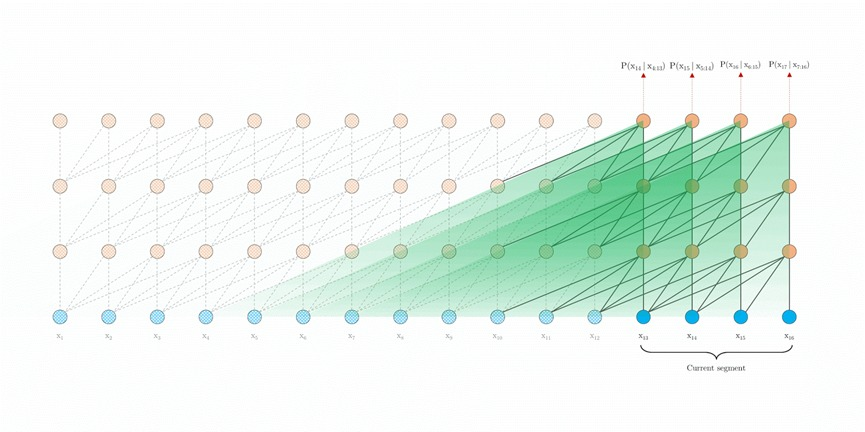 P(x₁₄ | x₄:₁₃) P(x₁₅ | x₅:₁₄) P(x₁₆ | x₆:₁₅) P(x₁₇ | x₇:₁₆)
x₁ x₂ x₃ x₄ x₅ x₆ x₇ x₈ x₉ x₁₀ x₁₁ x₁₂ x₁₃ x₁₄ x₁₅ x₁₆
Current segment